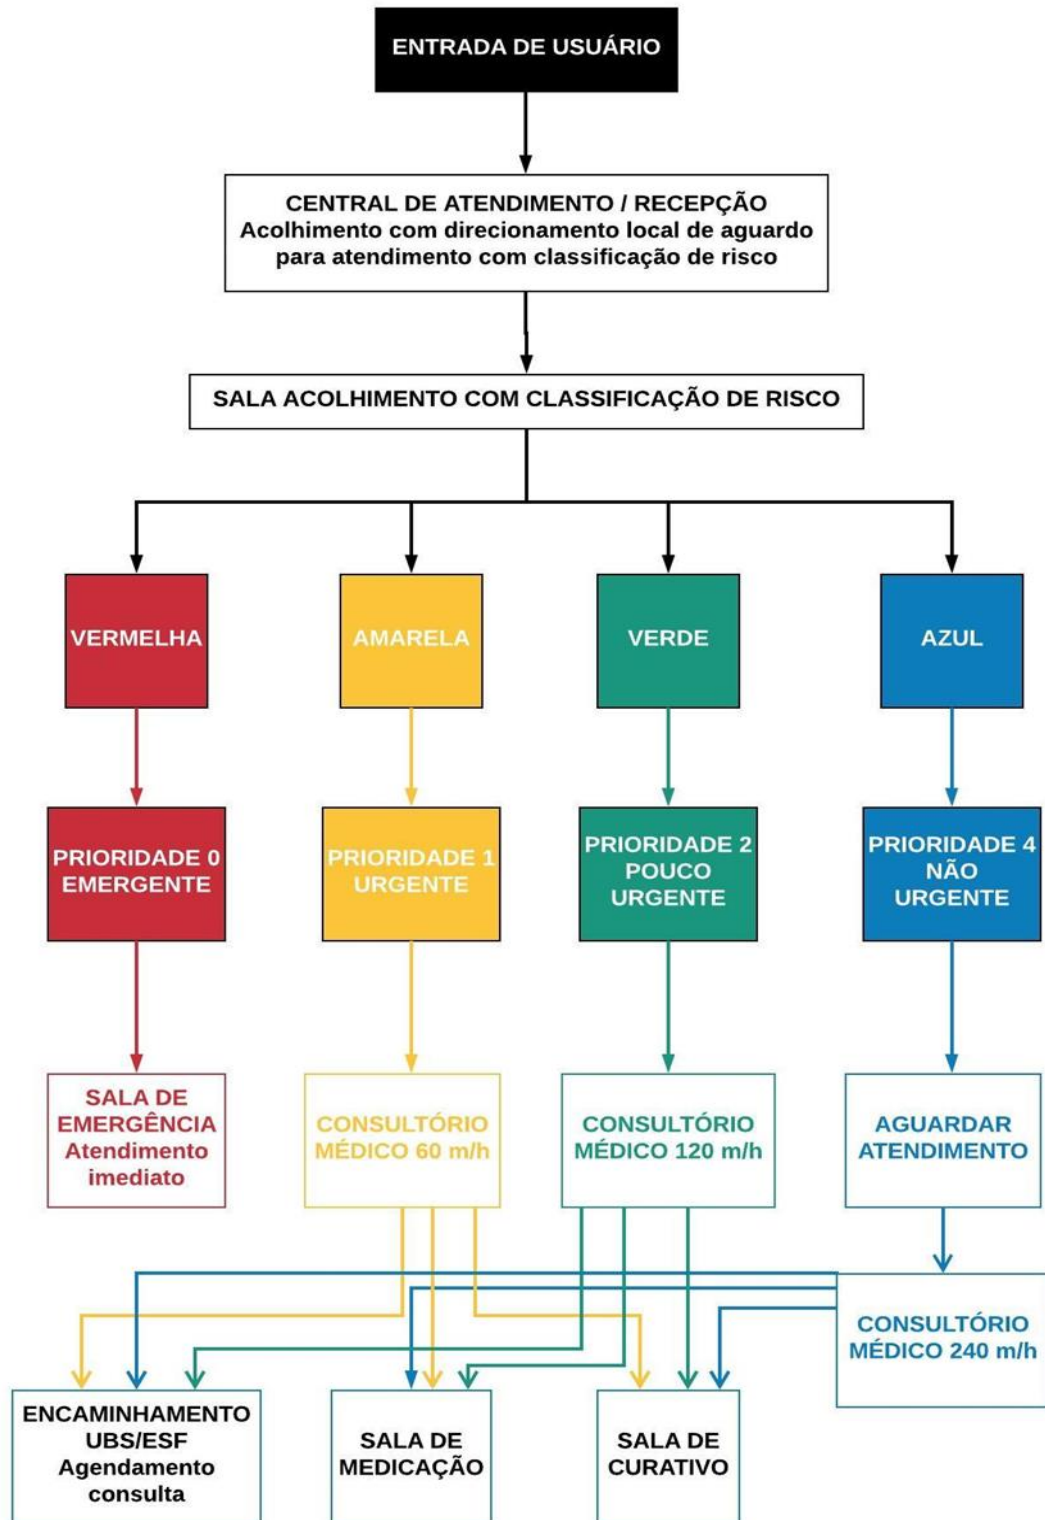 ENTRADA DE USUÁRIO
CENTRAL DE ATENDIMENTO / RECEPÇÃO
Acolhimento com direcionamento local de aguardo
para atendimento com classificação de risco
SALA ACOLHIMENTO COM CLASSIFICAÇÃO DE RISCO
VERMELHA
AMARELA
VERDE
AZUL
PRIORIDADE 0
EMERGENTE
PRIORIDADE 1
URGENTE
PRIORIDADE 2
POUCO
URGENTE
PRIORIDADE 4
NÃO
URGENTE
SALA DE
EMERGÊNCIA
Atendimento
imediato
CONSULTÓRIO
MÉDICO 60 m/h
CONSULTÓRIO
MÉDICO 120 m/h
AGUARDAR
ATENDIMENTO
CONSULTÓRIO
MÉDICO 240 m/h
ENCAMINHAMENTO
UBS/ESF
Agendamento
consulta
SALA DE
MEDICAÇÃO
SALA DE
CURATIVO